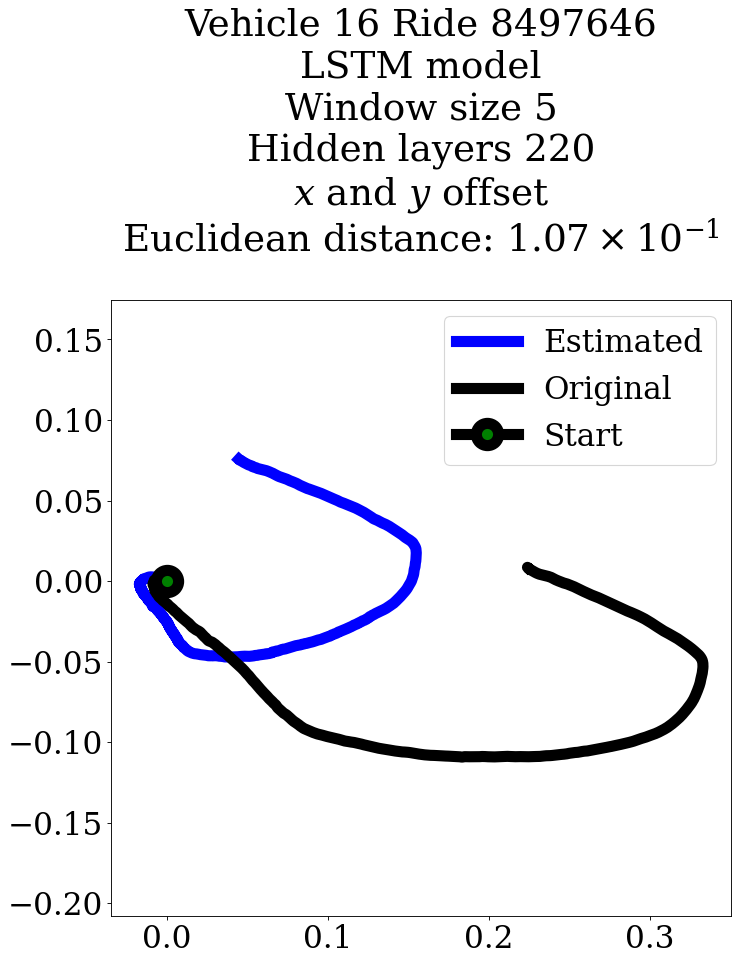 Vehicle 16 Ride 8497646
LSTM model
Window size 5
Hidden layers 220
x and y offset
Euclidean distance: 1.07 × 10⁻¹
Estimated
Original
Start
0.15
0.10
0.05
0.00
−0.05
−0.10
−0.15
−0.20
0.0 0.1 0.2 0.3